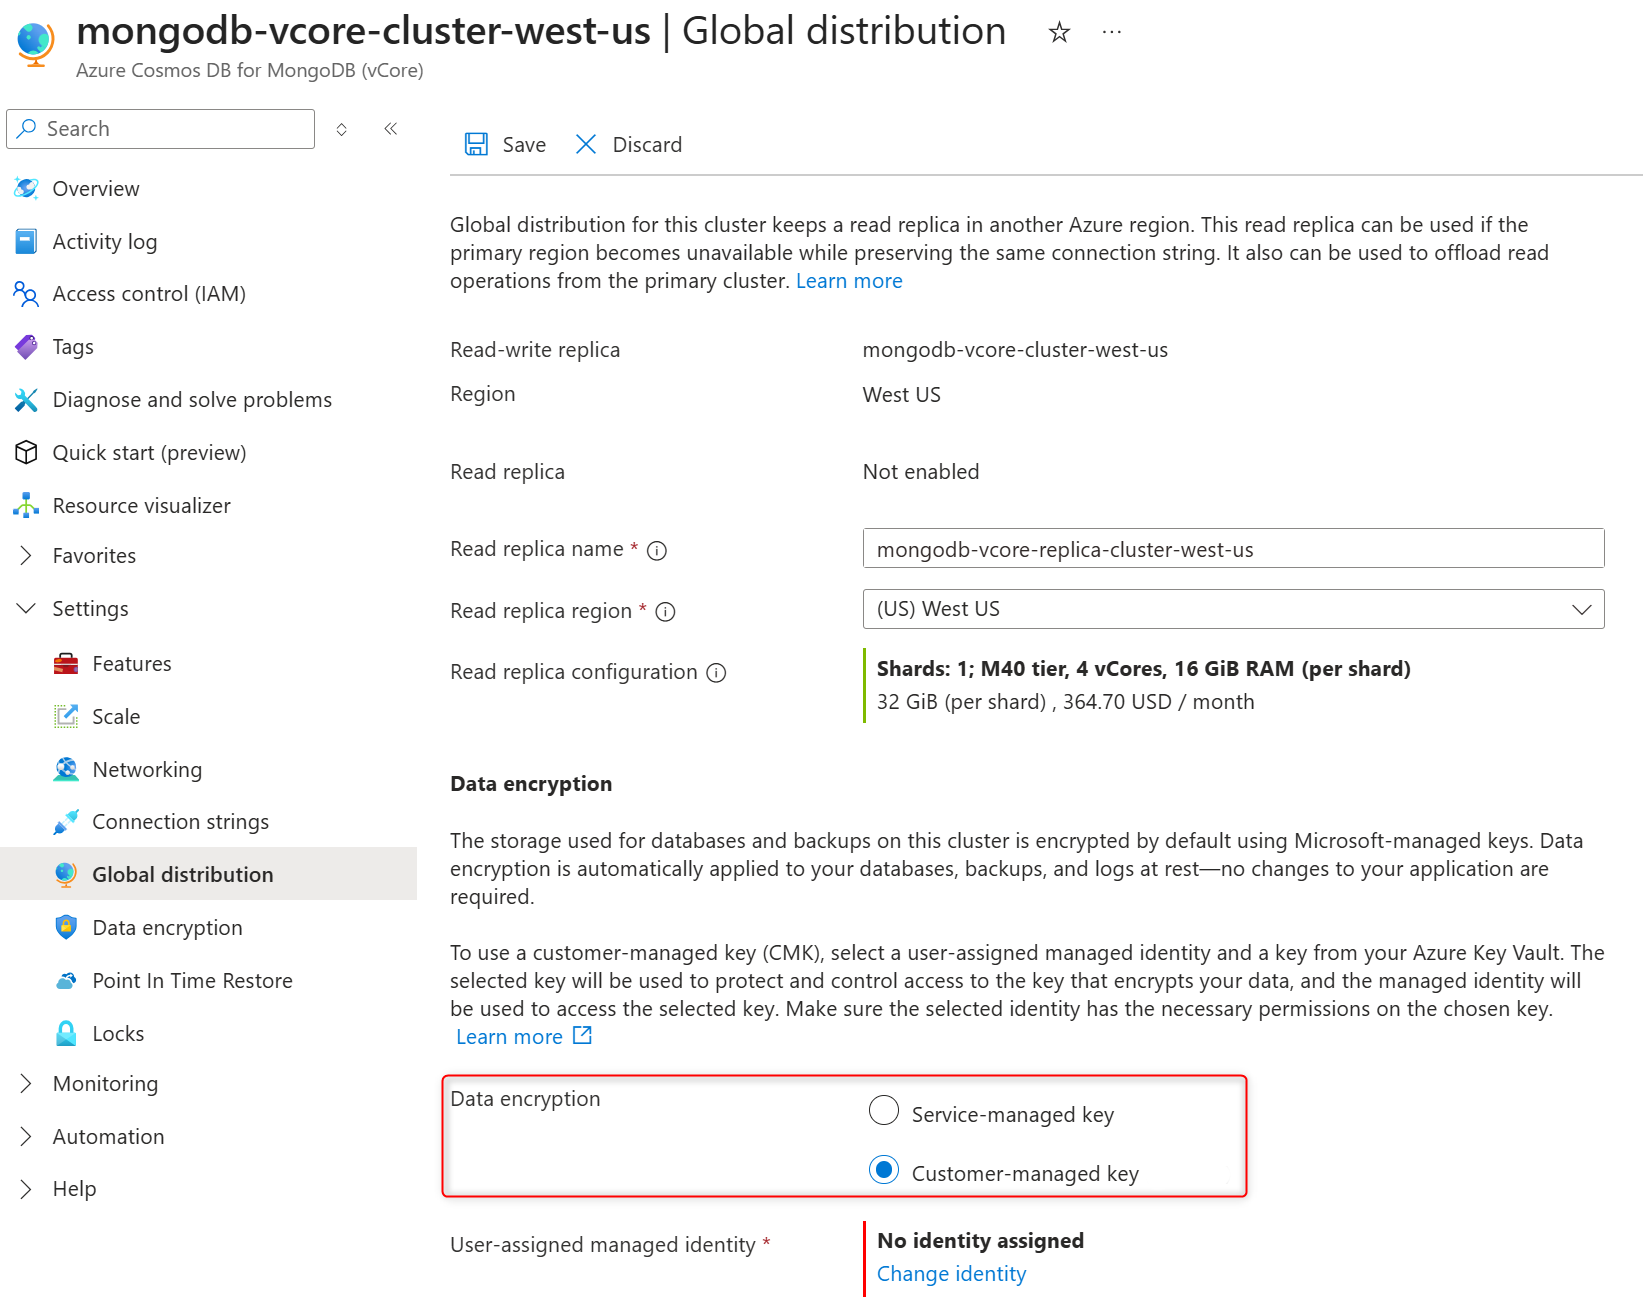 mongodb-vcore-cluster-west-us | Global distribution
Azure Cosmos DB for MongoDB (vCore)
Search
Overview
Activity log
Access control (IAM)
Tags
Diagnose and solve problems
Quick start (preview)
Resource visualizer
Favorites
Settings
Features
Scale
Networking
Connection strings
Global distribution
Data encryption
Point In Time Restore
Locks
Monitoring
Automation
Help
Save Discard
Global distribution for this cluster keeps a read replica in another Azure region. This read replica can be used if the
primary region becomes unavailable while preserving the same connection string. It also can be used to offload read
operations from the primary cluster. Learn more
Read-write replica mongodb-vcore-cluster-west-us
Region West US
Read replica Not enabled
Read replica name * mongodb-vcore-replica-cluster-west-us
Read replica region * (US) West US
Read replica configuration Shards: 1; M40 tier, 4 vCores, 16 GiB RAM (per shard)
32 GiB (per shard) , 364.70 USD / month
Data encryption
The storage used for databases and backups on this cluster is encrypted by default using Microsoft-managed keys. Data
encryption is automatically applied to your databases, backups, and logs at rest—no changes to your application are
required.
To use a customer-managed key (CMK), select a user-assigned managed identity and a key from your Azure Key Vault. The
selected key will be used to protect and control access to the key that encrypts your data, and the managed identity will
be used to access the selected key. Make sure the selected identity has the necessary permissions on the chosen key.
Learn more
Data encryption Service-managed key
Customer-managed key
User-assigned managed identity * No identity assigned
Change identity